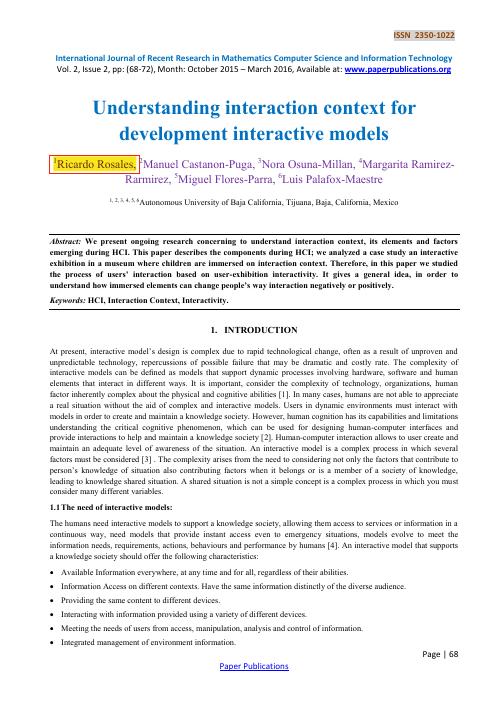 ISSN 2350-1022
International Journal of Recent Research in Mathematics Computer Science and Information Technology
Vol. 2, Issue 2, pp: (68-72), Month: October 2015 – March 2016, Available at: www.paperpublications.org
Understanding interaction context for
development interactive models
1Ricardo Rosales, 2Manuel Castanon-Puga, 3Nora Osuna-Millan, 4Margarita Ramirez-
Rarmirez, 5Miguel Flores-Parra, 6Luis Palafox-Maestre
1, 2, 3, 4, 5, 6Autonomous University of Baja California, Tijuana, Baja, California, Mexico
Abstract: We present ongoing research concerning to understand interaction context, its elements and factors
emerging during HCI. This paper describes the components during HCI; we analyzed a case study an interactive
exhibition in a museum where children are immersed on interaction context. Therefore, in this paper we studied
the process of users' interaction based on user-exhibition interactivity. It gives a general idea, in order to
understand how immersed elements can change people's way interaction negatively or positively.
Keywords: HCI, Interaction Context, Interactivity.
1. INTRODUCTION
At present, interactive model's design is complex due to rapid technological change, often as a result of unproven and
unpredictable technology, repercussions of possible failure that may be dramatic and costly rate. The complexity of
interactive models can be defined as models that support dynamic processes involving hardware, software and human
elements that interact in different ways. It is important, consider the complexity of technology, organizations, human
factor inherently complex about the physical and cognitive abilities [1]. In many cases, humans are not able to appreciate
a real situation without the aid of complex and interactive models. Users in dynamic environments must interact with
models in order to create and maintain a knowledge society. However, human cognition has its capabilities and limitations
understanding the critical cognitive phenomenon, which can be used for designing human-computer interfaces and
provide interactions to help and maintain a knowledge society [2]. Human-computer interaction allows to user create and
maintain an adequate level of awareness of the situation. An interactive model is a complex process in which several
factors must be considered [3] . The complexity arises from the need to considering not only the factors that contribute to
person's knowledge of situation also contributing factors when it belongs or is a member of a society of knowledge,
leading to knowledge shared situation. A shared situation is not a simple concept is a complex process in which you must
consider many different variables.
1.1 The need of interactive models:
The humans need interactive models to support a knowledge society, allowing them access to services or information in a
continuous way, need models that provide instant access even to emergency situations, models evolve to meet the
information needs, requirements, actions, behaviours and performance by humans [4]. An interactive model that supports
a knowledge society should offer the following characteristics:
• Available Information everywhere, at any time and for all, regardless of their abilities.
• Information Access on different contexts. Have the same information distinctly of the diverse audience.
• Providing the same content to different devices.
• Interacting with information provided using a variety of different devices.
• Meeting the needs of users from access, manipulation, analysis and control of information.
• Integrated management of environment information.
Page | 68
Paper Publications